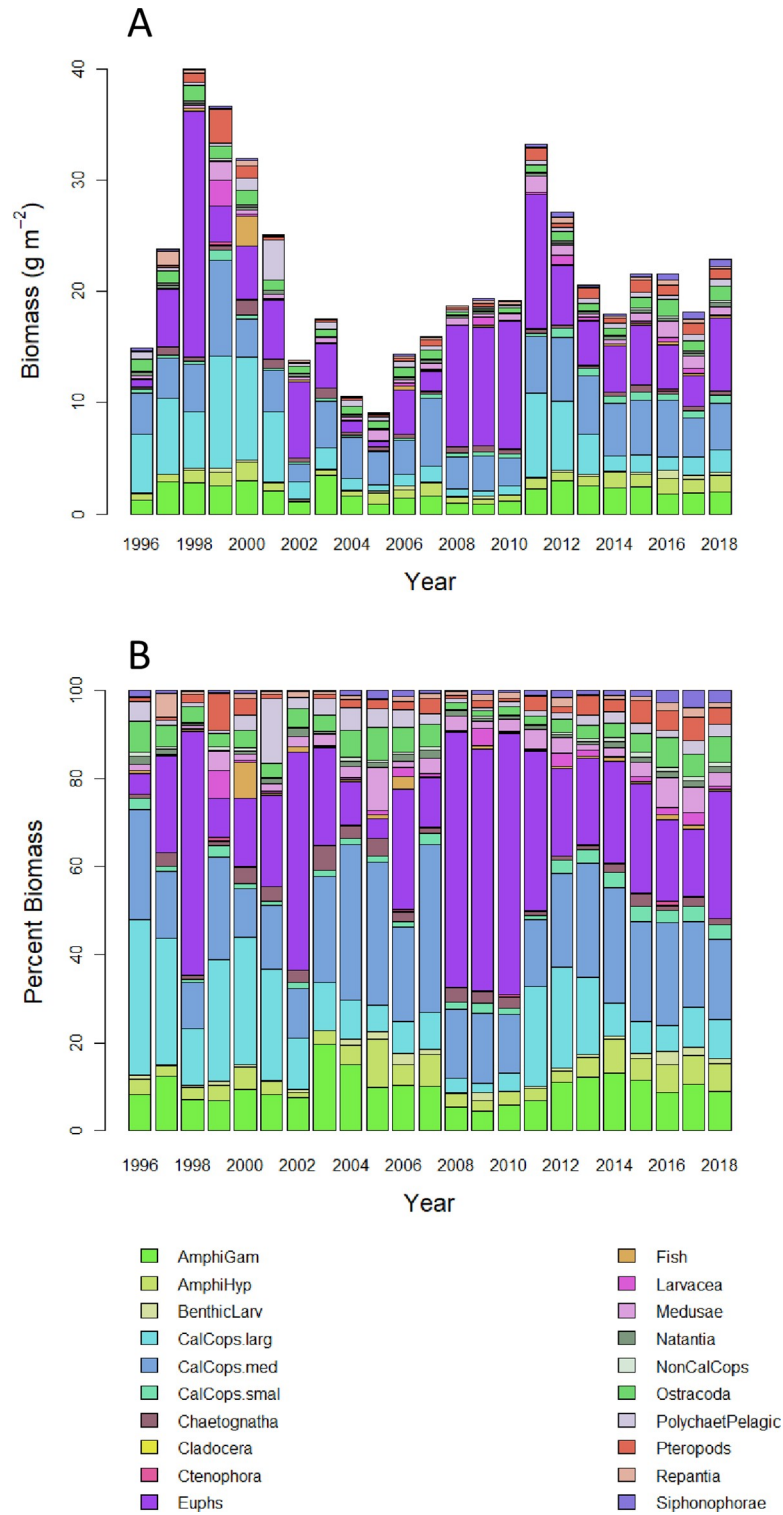 A
Biomass (g m⁻²)
40
30
20
10
0
1996 1998 2000 2002 2004 2006 2008 2010 2012 2014 2016 2018
Year
B
Percent Biomass
100
80
60
40
20
0
1996 1998 2000 2002 2004 2006 2008 2010 2012 2014 2016 2018
Year
AmphiGam
AmphiHyp
BenthicLarv
CalCops.larg
CalCops.med
CalCops.smal
Chaetognatha
Cladocera
Ctenophora
Euphs
Fish
Larvacea
Medusae
Natantia
NonCalCops
Ostracoda
PolychaetPelagic
Pteropods
Repantia
Siphonophorae